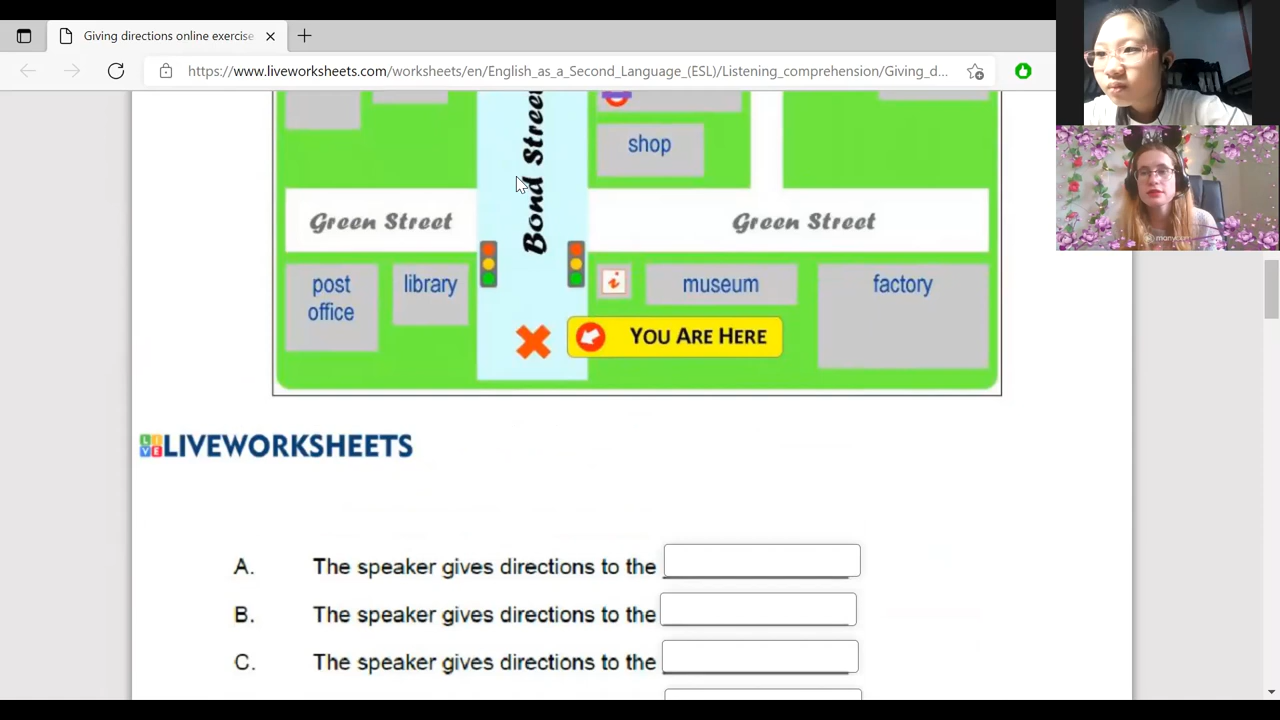 Giving directions online exercise
https://www.liveworksheets.com/worksheets/en/English_as_a_Second_Language_(ESL)/Listening_comprehension/Giving_d...
Bond Street
shop
Green Street
Green Street
post
office
library
i
museum
factory
YOU ARE HERE
LIVEWORKSHEETS
A. The speaker gives directions to the
B. The speaker gives directions to the
C. The speaker gives directions to the